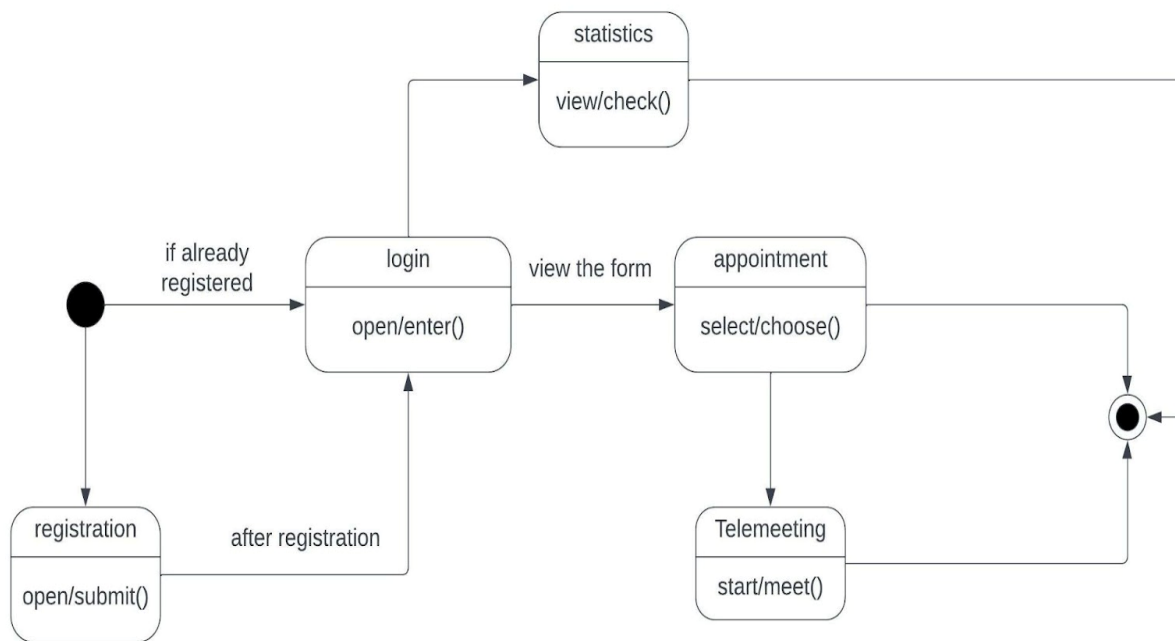 statistics
view/check()
if already
registered
login
open/enter()
view the form
appointment
select/choose()
registration
open/submit()
after registration
Telemeeting
start/meet()